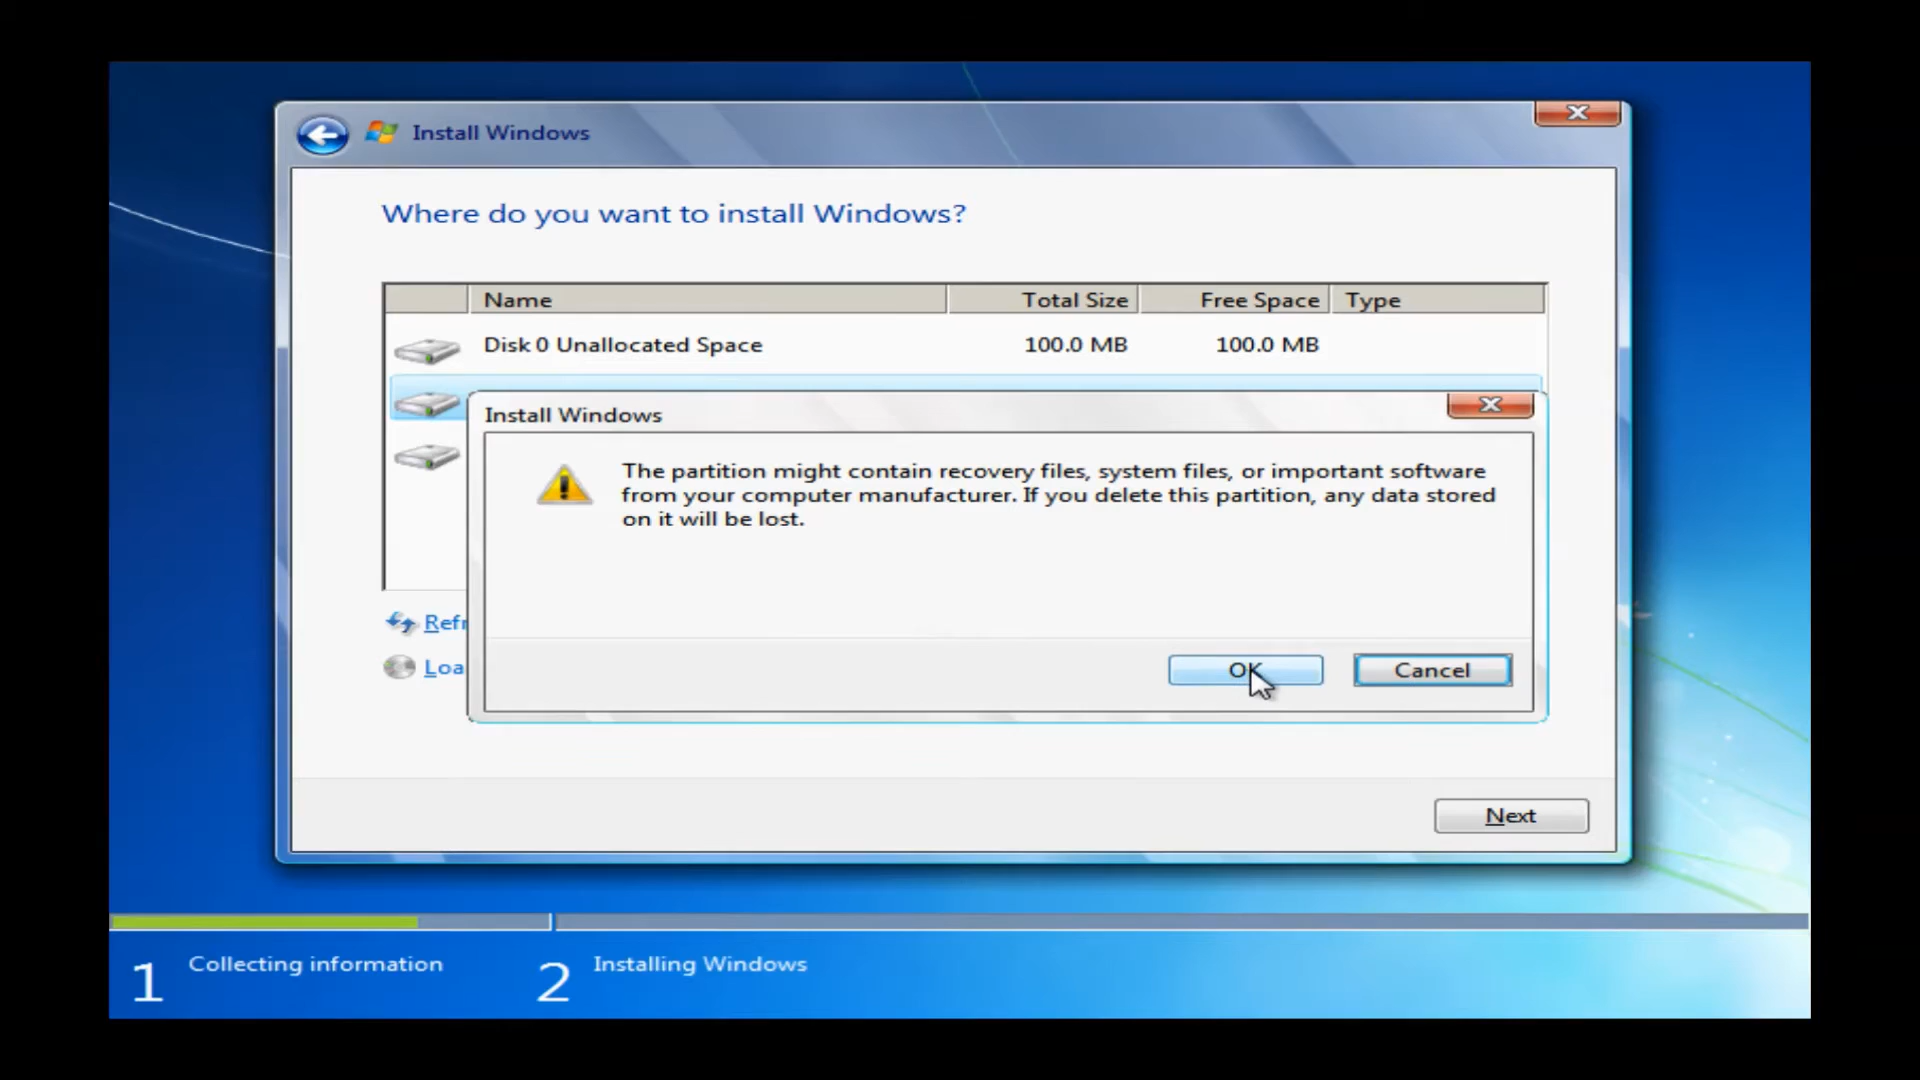 Install Windows
Where do you want to install Windows?
Name Total Size Free Space Type
Disk 0 Unallocated Space 100.0 MB 100.0 MB
Install Windows
The partition might contain recovery files, system files, or important software
from your computer manufacturer. If you delete this partition, any data stored
on it will be lost.
Refr
Loa
OK Cancel
Next
1 Collecting information 2 Installing Windows